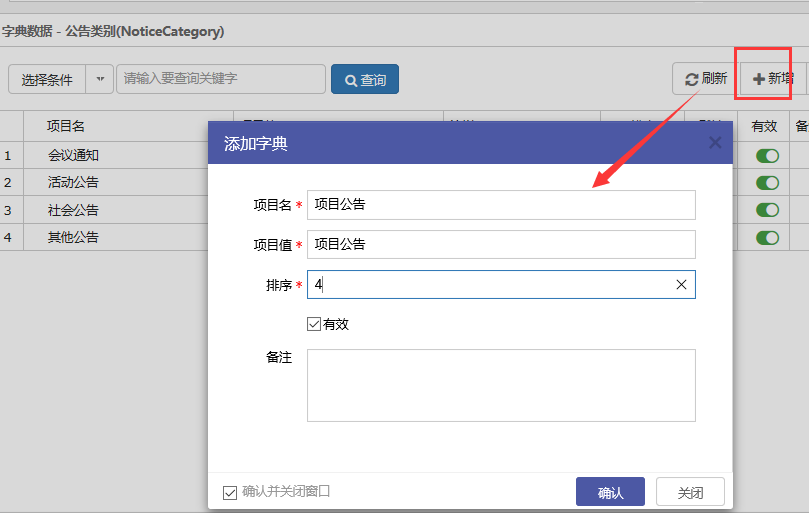 字典数据 - 公告类别(NoticeCategory)
选择条件 请输入要查询关键字 查询 刷新 新增
项目名 有效 备
1 会议通知
2 活动公告
3 社会公告
4 其他公告
添加字典
项目名 * 项目公告
项目值 * 项目公告
排序 * 4
有效
备注
确认并关闭窗口 确认 关闭